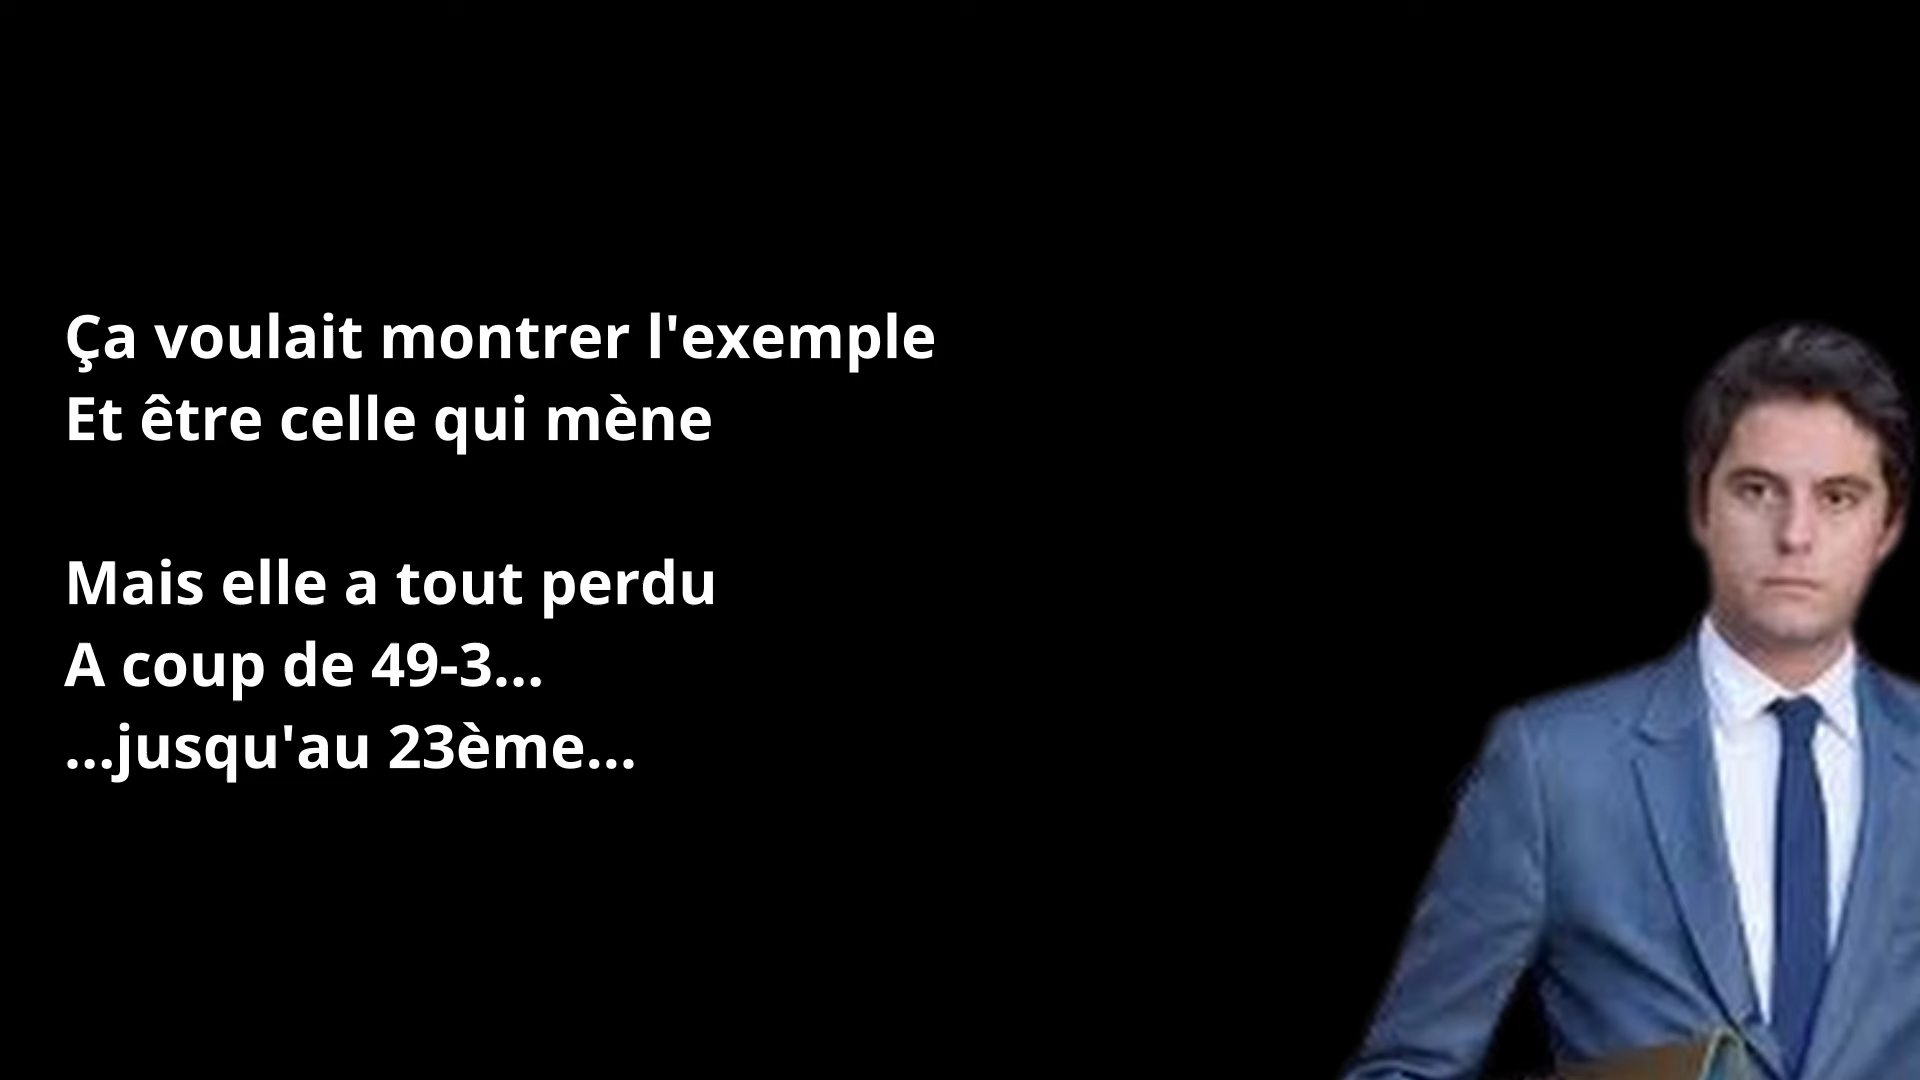 Ça voulait montrer l'exemple
Et être celle qui mène
Mais elle a tout perdu
A coup de 49-3...
...jusqu'au 23ème...